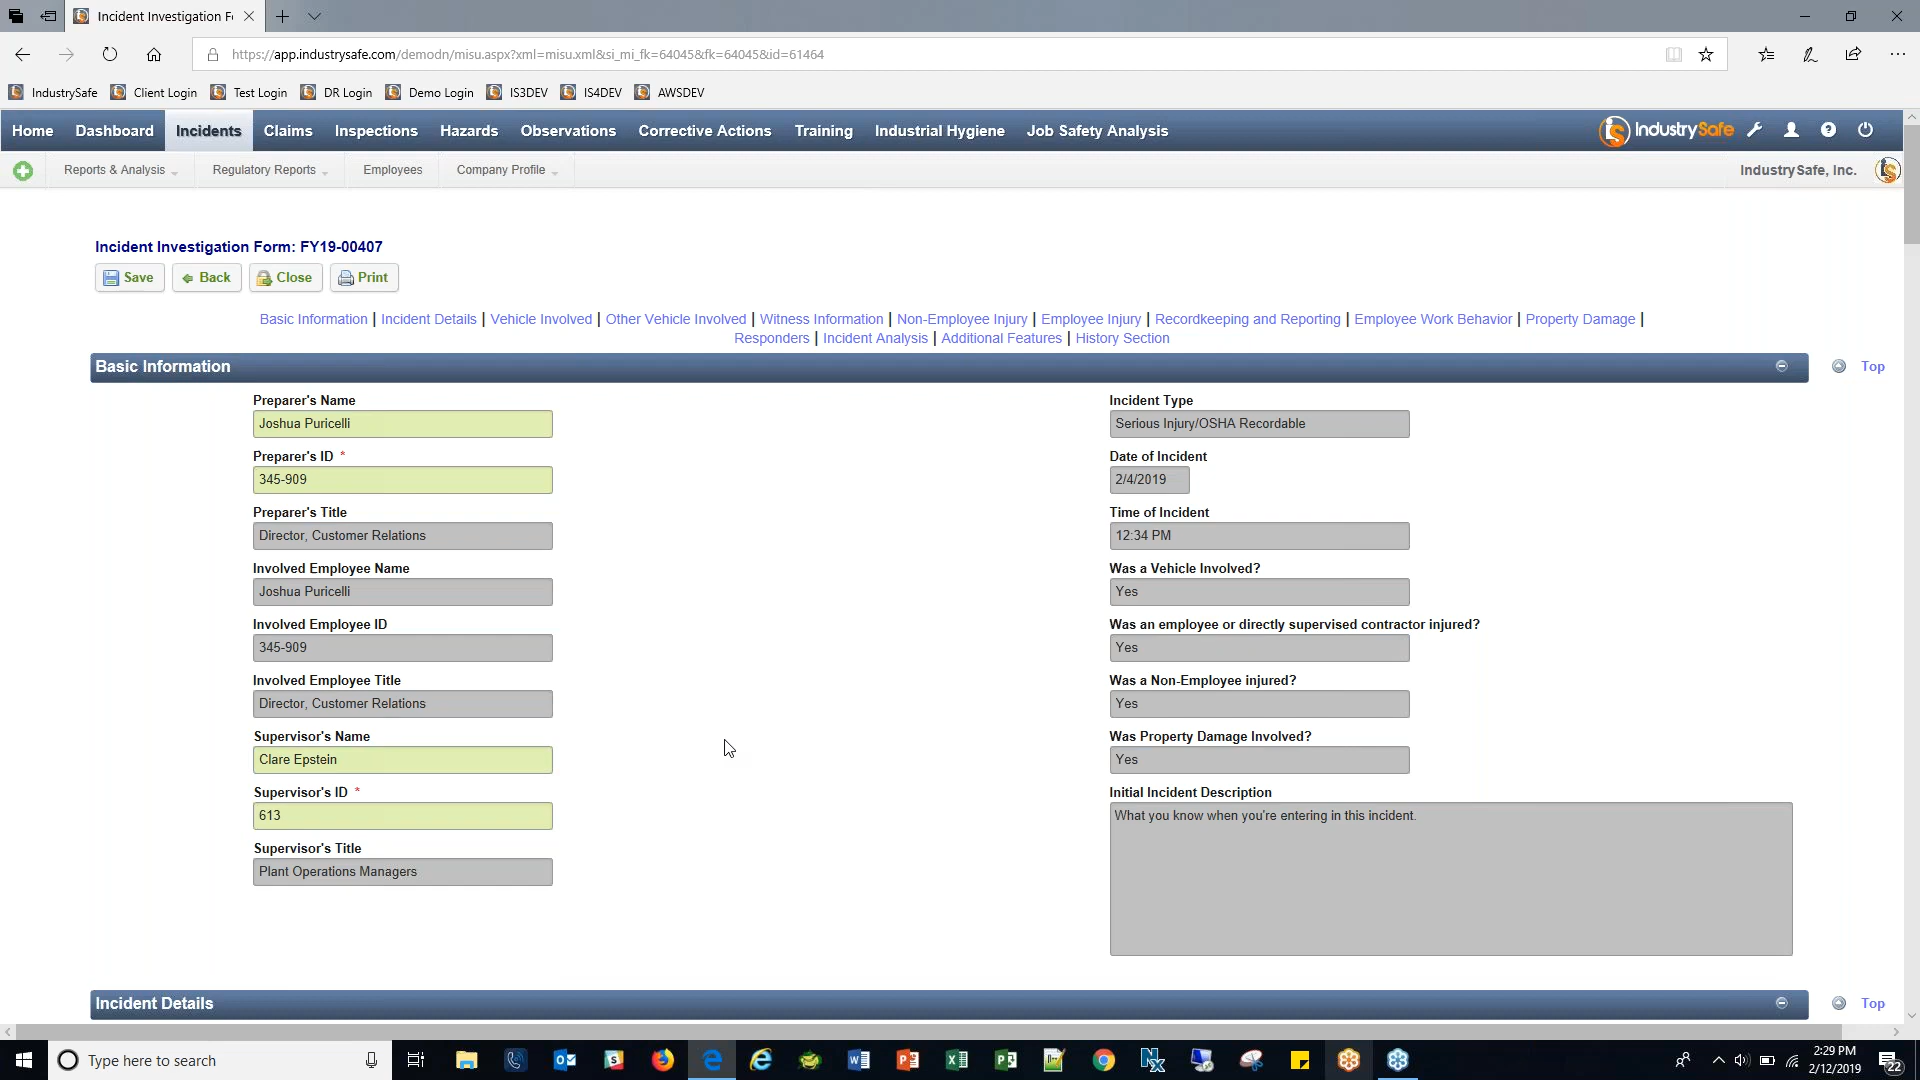 Incident Investigation F
https://app.industrysafe.com/demodn/misu.aspx?xml=misu.xml&si_mi_fk=64045&fk=64045&id=61464
IndustrySafe Client Login Test Login DR Login Demo Login IS3DEV IS4DEV AWSDEV
Home Dashboard Incidents Claims Inspections Hazards Observations Corrective Actions Training Industrial Hygiene Job Safety Analysis IndustrySafe
Reports & Analysis Regulatory Reports Employees Company Profile IndustrySafe, Inc.
Incident Investigation Form: FY19-00407
Save Back Close Print
Basic Information | Incident Details | Vehicle Involved | Other Vehicle Involved | Witness Information | Non-Employee Injury | Employee Injury | Recordkeeping and Reporting | Employee Work Behavior | Property Damage |
Responders | Incident Analysis | Additional Features | History Section
Basic Information Top
Preparer's Name
Joshua Puricelli
Preparer's ID *
345-909
Preparer's Title
Director, Customer Relations
Involved Employee Name
Joshua Puricelli
Involved Employee ID
345-909
Involved Employee Title
Director, Customer Relations
Supervisor's Name
Clare Epstein
Supervisor's ID *
613
Supervisor's Title
Plant Operations Managers
Incident Type
Serious Injury/OSHA Recordable
Date of Incident
2/4/2019
Time of Incident
12:34 PM
Was a Vehicle Involved?
Yes
Was an employee or directly supervised contractor injured?
Yes
Was a Non-Employee injured?
Yes
Was Property Damage Involved?
Yes
Initial Incident Description
What you know when you're entering in this incident.
Incident Details Top
Type here to search
2:29 PM
2/12/2019
22